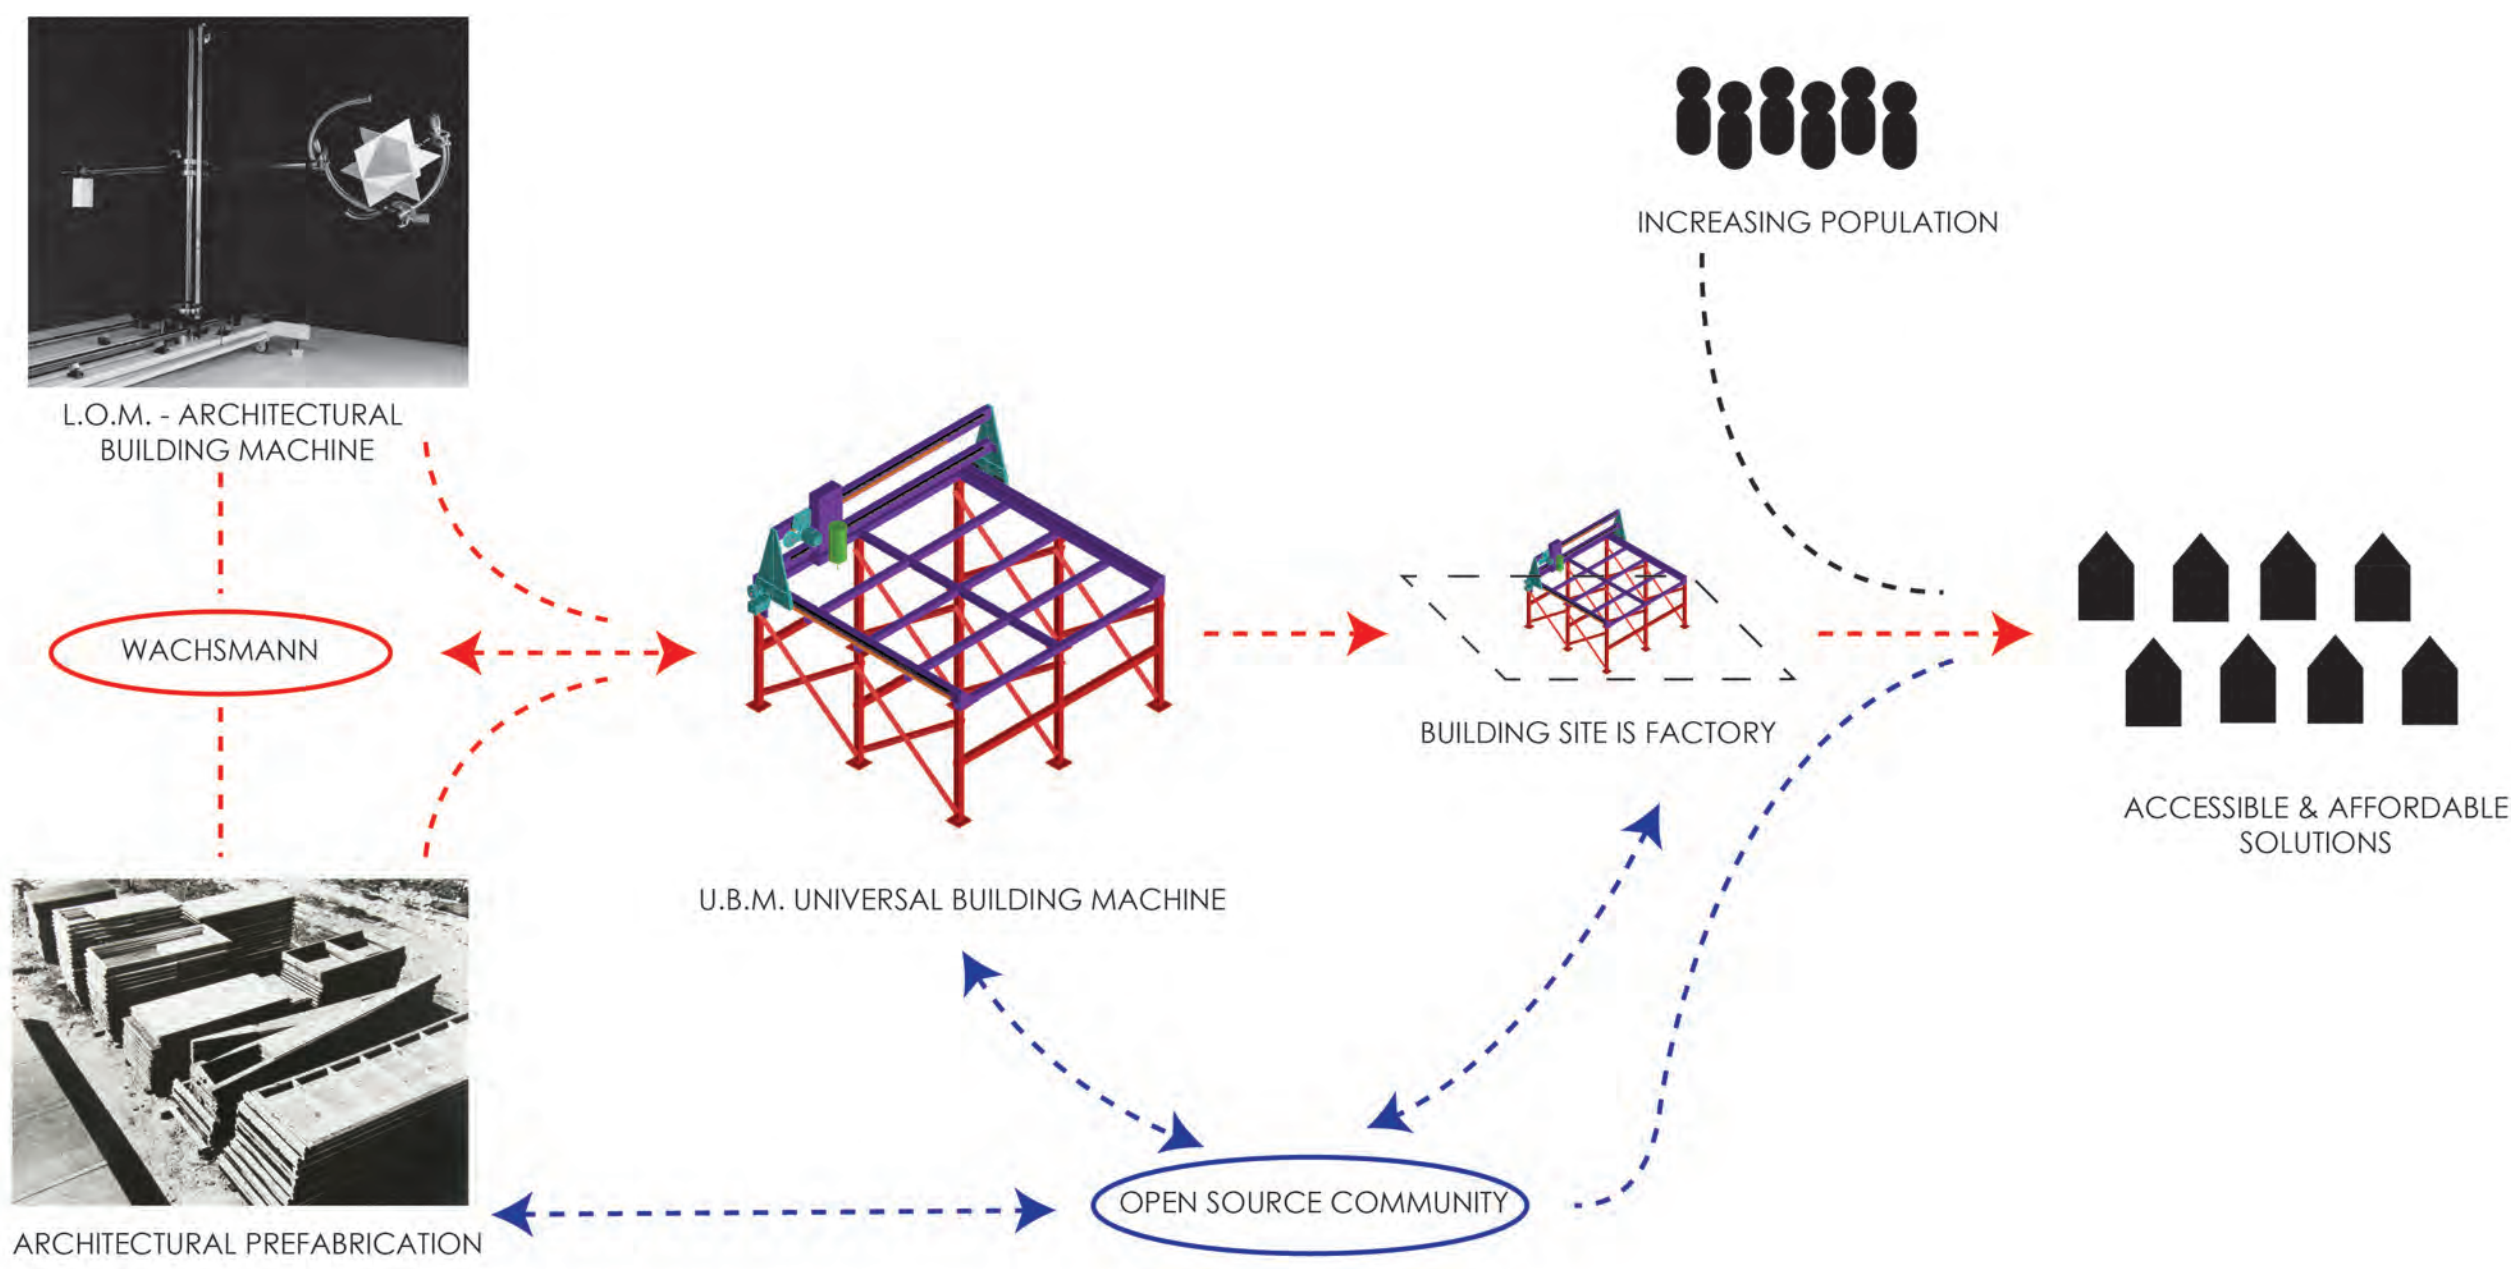 INCREASING POPULATION
L.O.M. - ARCHITECTURAL
BUILDING MACHINE
WACHSMANN
BUILDING SITE IS FACTORY
ACCESSIBLE & AFFORDABLE
SOLUTIONS
U.B.M. UNIVERSAL BUILDING MACHINE
OPEN SOURCE COMMUNITY
ARCHITECTURAL PREFABRICATION